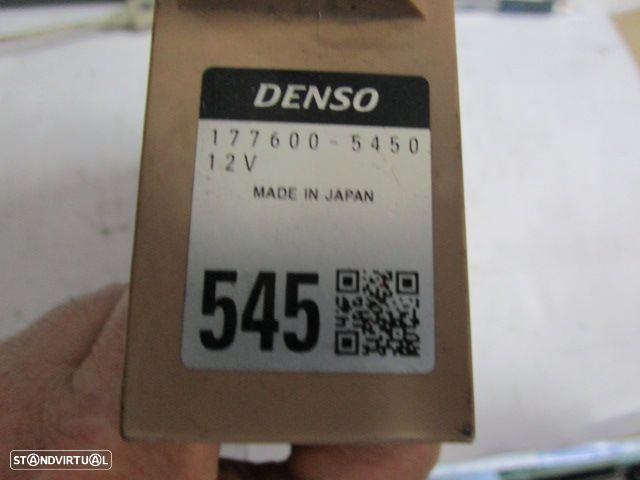 DENSO
177600-5450
12V
MADE IN JAPAN
545
STANDVIRTUAL